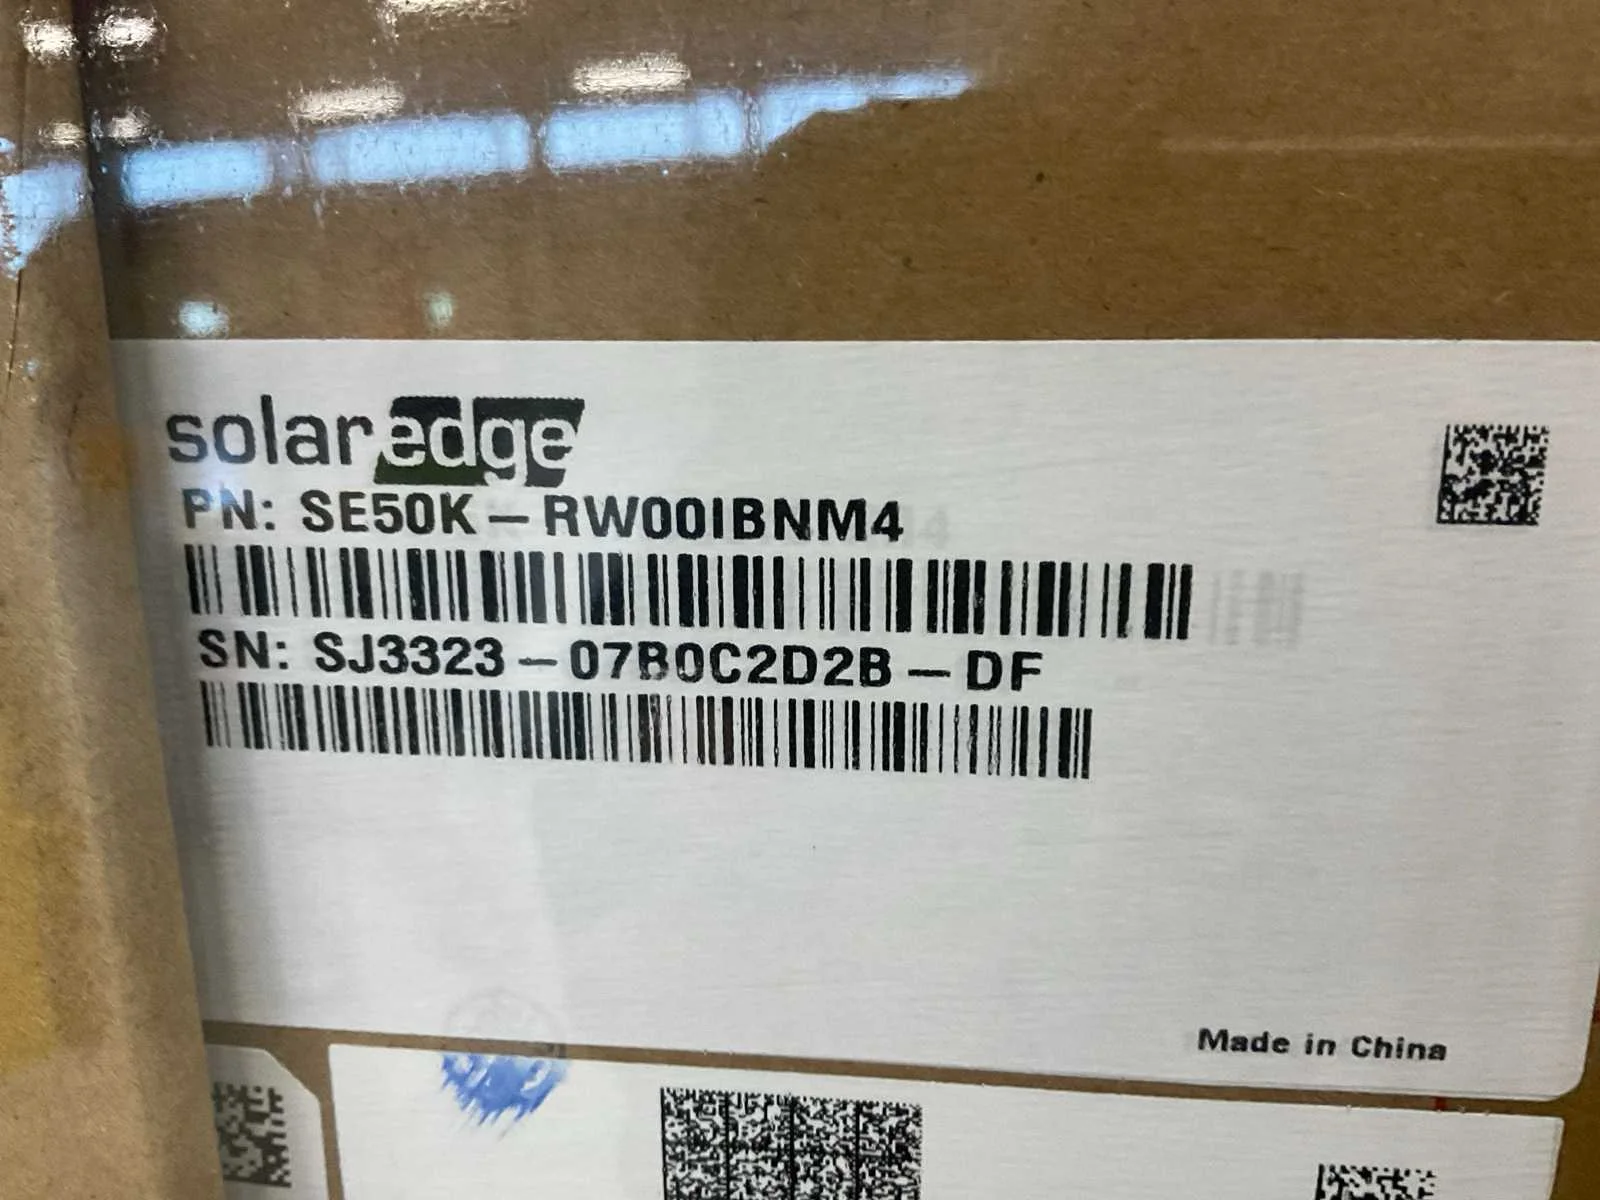 solaredge
PN: SE50K-RW00IBNM4
SN: SJ3323-07B0C2D2B-DF
Made in China